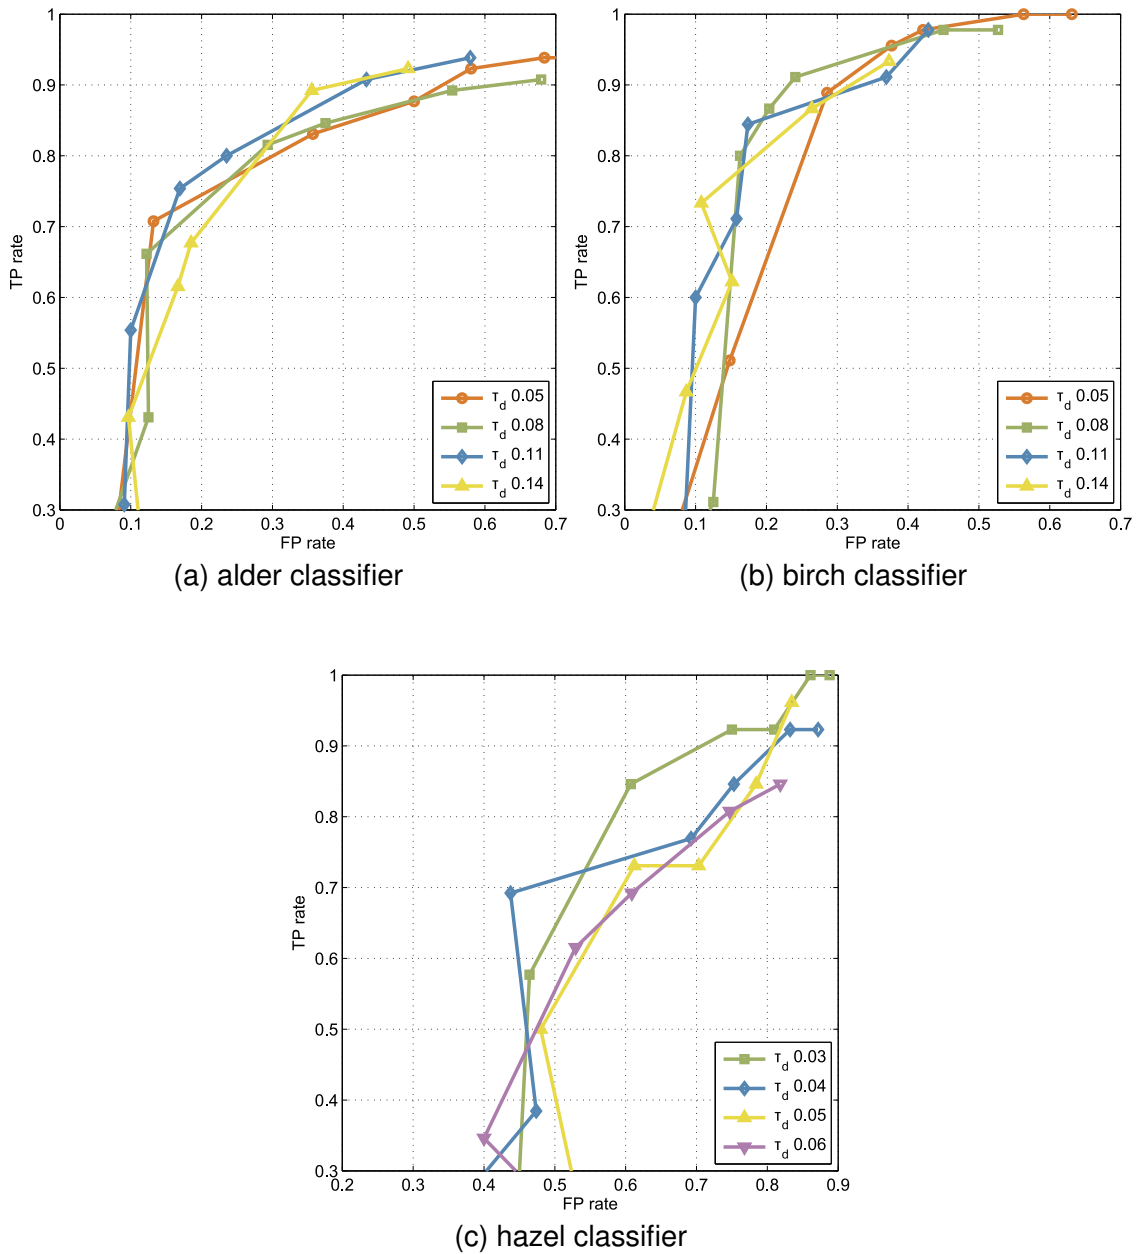 1
0.9
0.8
0.7
0.6
0.5
0.4
0.3
TP rate
0 0.1 0.2 0.3 0.4 0.5 0.6 0.7
FP rate
τd 0.05
τd 0.08
τd 0.11
τd 0.14
(a) alder classifier
1
0.9
0.8
0.7
0.6
0.5
0.4
0.3
TP rate
0 0.1 0.2 0.3 0.4 0.5 0.6 0.7
FP rate
τd 0.05
τd 0.08
τd 0.11
τd 0.14
(b) birch classifier
1
0.9
0.8
0.7
0.6
0.5
0.4
0.3
TP rate
0.2 0.3 0.4 0.5 0.6 0.7 0.8 0.9
FP rate
τd 0.03
τd 0.04
τd 0.05
τd 0.06
(c) hazel classifier